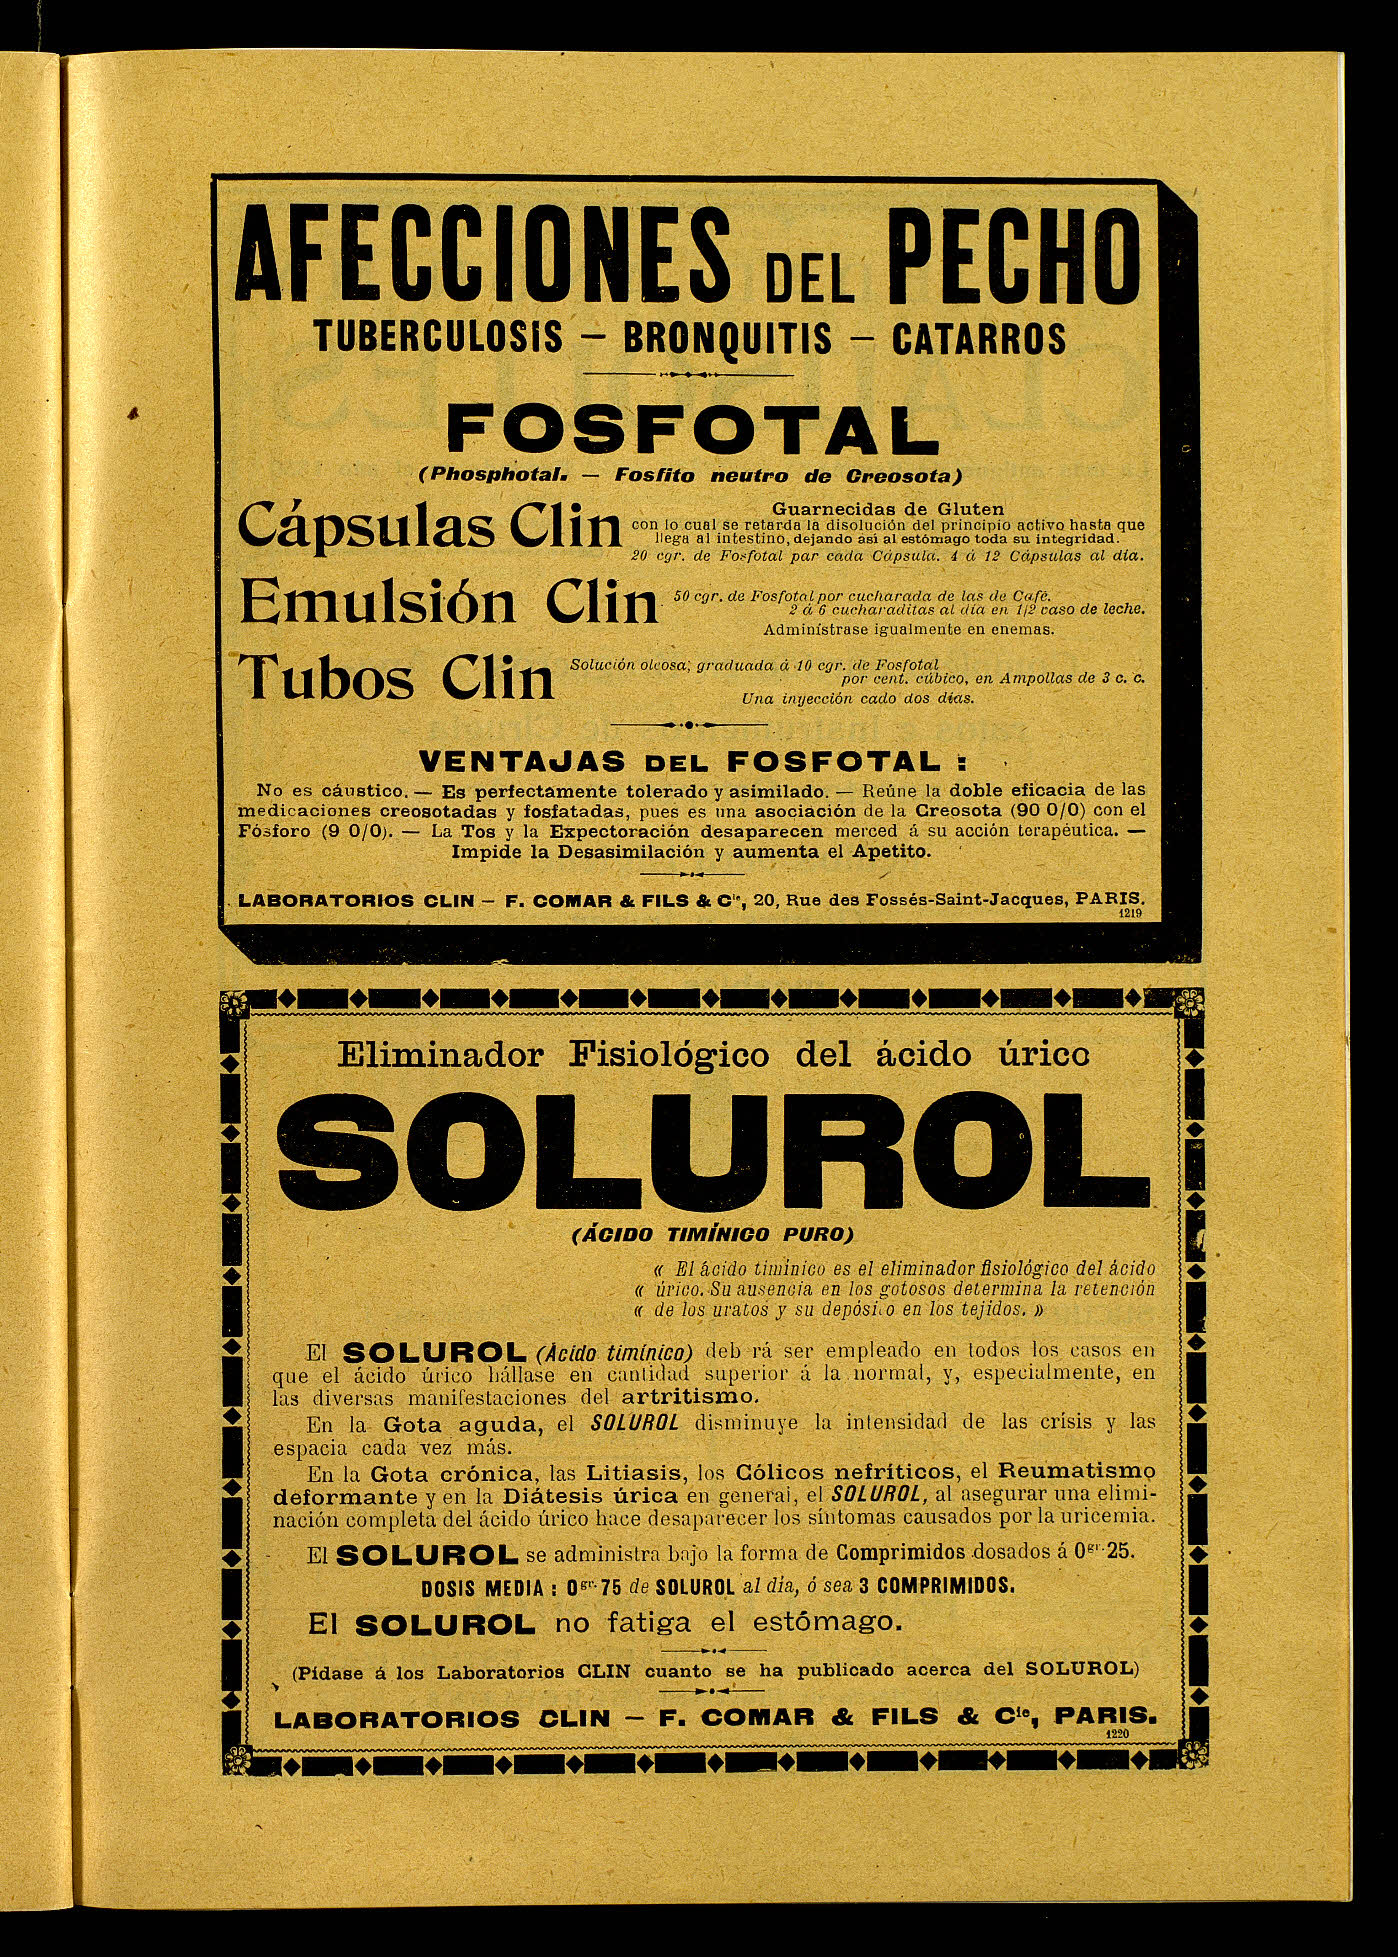 AFECCIONES DEL PECHO
TUBERCULOSIS — BRONQUITIS — CATARROS
FOSFOTAL
(Phosphotal. — Fosfito neutro de Creosota)
Cápsulas Clin
Guarnecidas de Gluten
con lo cual se retarda la disolución del principio activo hasta que
llega al intestino, dejando así al estómago toda su integridad.
20 cgr. de Fosfotal par cada Cápsula. 4 á 12 Cápsulas al día.
Emulsión Clin
50 cgr. de Fosfotal por cucharada de las de Café.
2 á 6 cucharaditas al día en 1/2 caso de leche.
Adminístrase igualmente en enemas.
Tubos Clin
Solución oleosa; graduada á 10 cgr. de Fosfotal
por cent. cúbico, en Ampollas de 3 c. c.
Una inyección cado dos días.
VENTAJAS DEL FOSFOTAL :
No es cáustico. — Es perfectamente tolerado y asimilado. — Reúne la doble eficacia de las
medicaciones creosotadas y fosfatadas, pues es una asociación de la Creosota (90 0/0) con el
Fósforo (9 0/0). — La Tos y la Expectoración desaparecen merced á su acción terapéutica. —
Impide la Desasimilación y aumenta el Apetito.
LABORATORIOS CLIN — F. COMAR & FILS & Cie, 20, Rue des Fossés-Saint-Jacques, PARIS.
1219
Eliminador Fisiológico del ácido úrico
SOLUROL
(ÁCIDO TIMÍNICO PURO)
« El ácido timínico es el eliminador fisiológico del ácido
« úrico. Su ausencia en los gotosos determina la retención
« de los uratos y su depósito en los tejidos. »
El SOLUROL (Ácido timínico) deb rá ser empleado en todos los casos en
que el ácido úrico hállase en cantidad superior á la normal, y, especialmente, en
las diversas manifestaciones del artritismo.
En la Gota aguda, el SOLUROL disminuye la intensidad de las crísis y las
espacia cada vez más.
En la Gota crónica, las Litiasis, los Cólicos nefríticos, el Reumatismo
deformante y en la Diátesis úrica en general, el SOLUROL, al asegurar una elimi-
nación completa del ácido úrico hace desaparecer los síntomas causados por la uricemia.
El SOLUROL se administra bajo la forma de Comprimidos dosados á 0gr.25.
DOSIS MEDIA : 0gr.75 de SOLUROL al día, ó sea 3 COMPRIMIDOS.
El SOLUROL no fatiga el estómago.
(Pídase á los Laboratorios CLIN cuanto se ha publicado acerca del SOLUROL)
LABORATORIOS CLIN — F. COMAR & FILS & Cie, PARIS.
1220